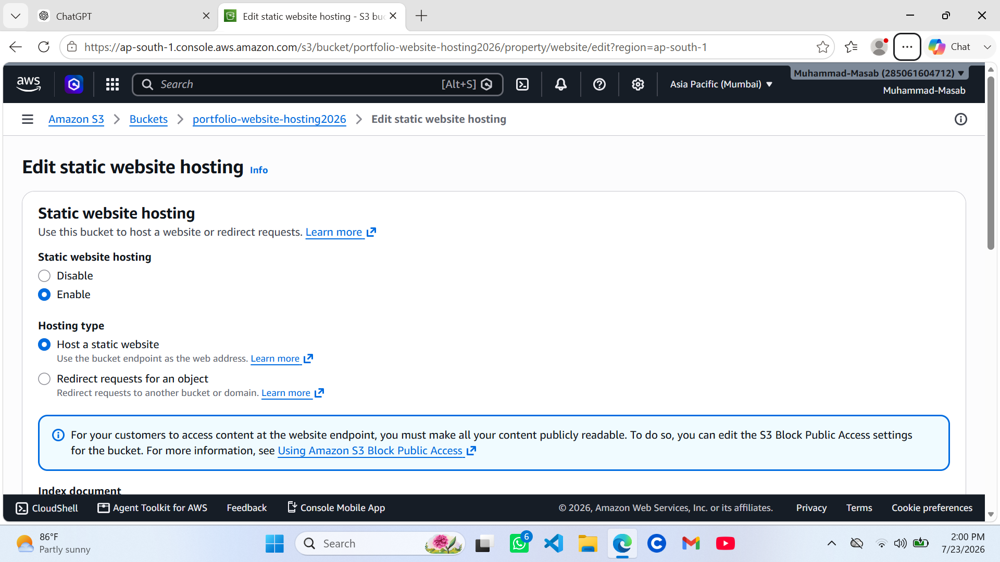 ChatGPT
Edit static website hosting - S3 buc
https://ap-south-1.console.aws.amazon.com/s3/bucket/portfolio-website-hosting2026/property/website/edit?region=ap-south-1
Chat
aws
Search
[Alt+S]
Asia Pacific (Mumbai)
Muhammad-Masab (285061604712)
Muhammad-Masab
Amazon S3
Buckets
portfolio-website-hosting2026
Edit static website hosting
Edit static website hosting Info
Static website hosting
Use this bucket to host a website or redirect requests. Learn more
Static website hosting
Disable
Enable
Hosting type
Host a static website
Use the bucket endpoint as the web address. Learn more
Redirect requests for an object
Redirect requests to another bucket or domain. Learn more
For your customers to access content at the website endpoint, you must make all your content publicly readable. To do so, you can edit the S3 Block Public Access settings
for the bucket. For more information, see Using Amazon S3 Block Public Access
Index document
CloudShell
Agent Toolkit for AWS
Feedback
Console Mobile App
© 2026, Amazon Web Services, Inc. or its affiliates.
Privacy
Terms
Cookie preferences
86°F
Partly sunny
Search
6
2:00 PM
7/23/2026